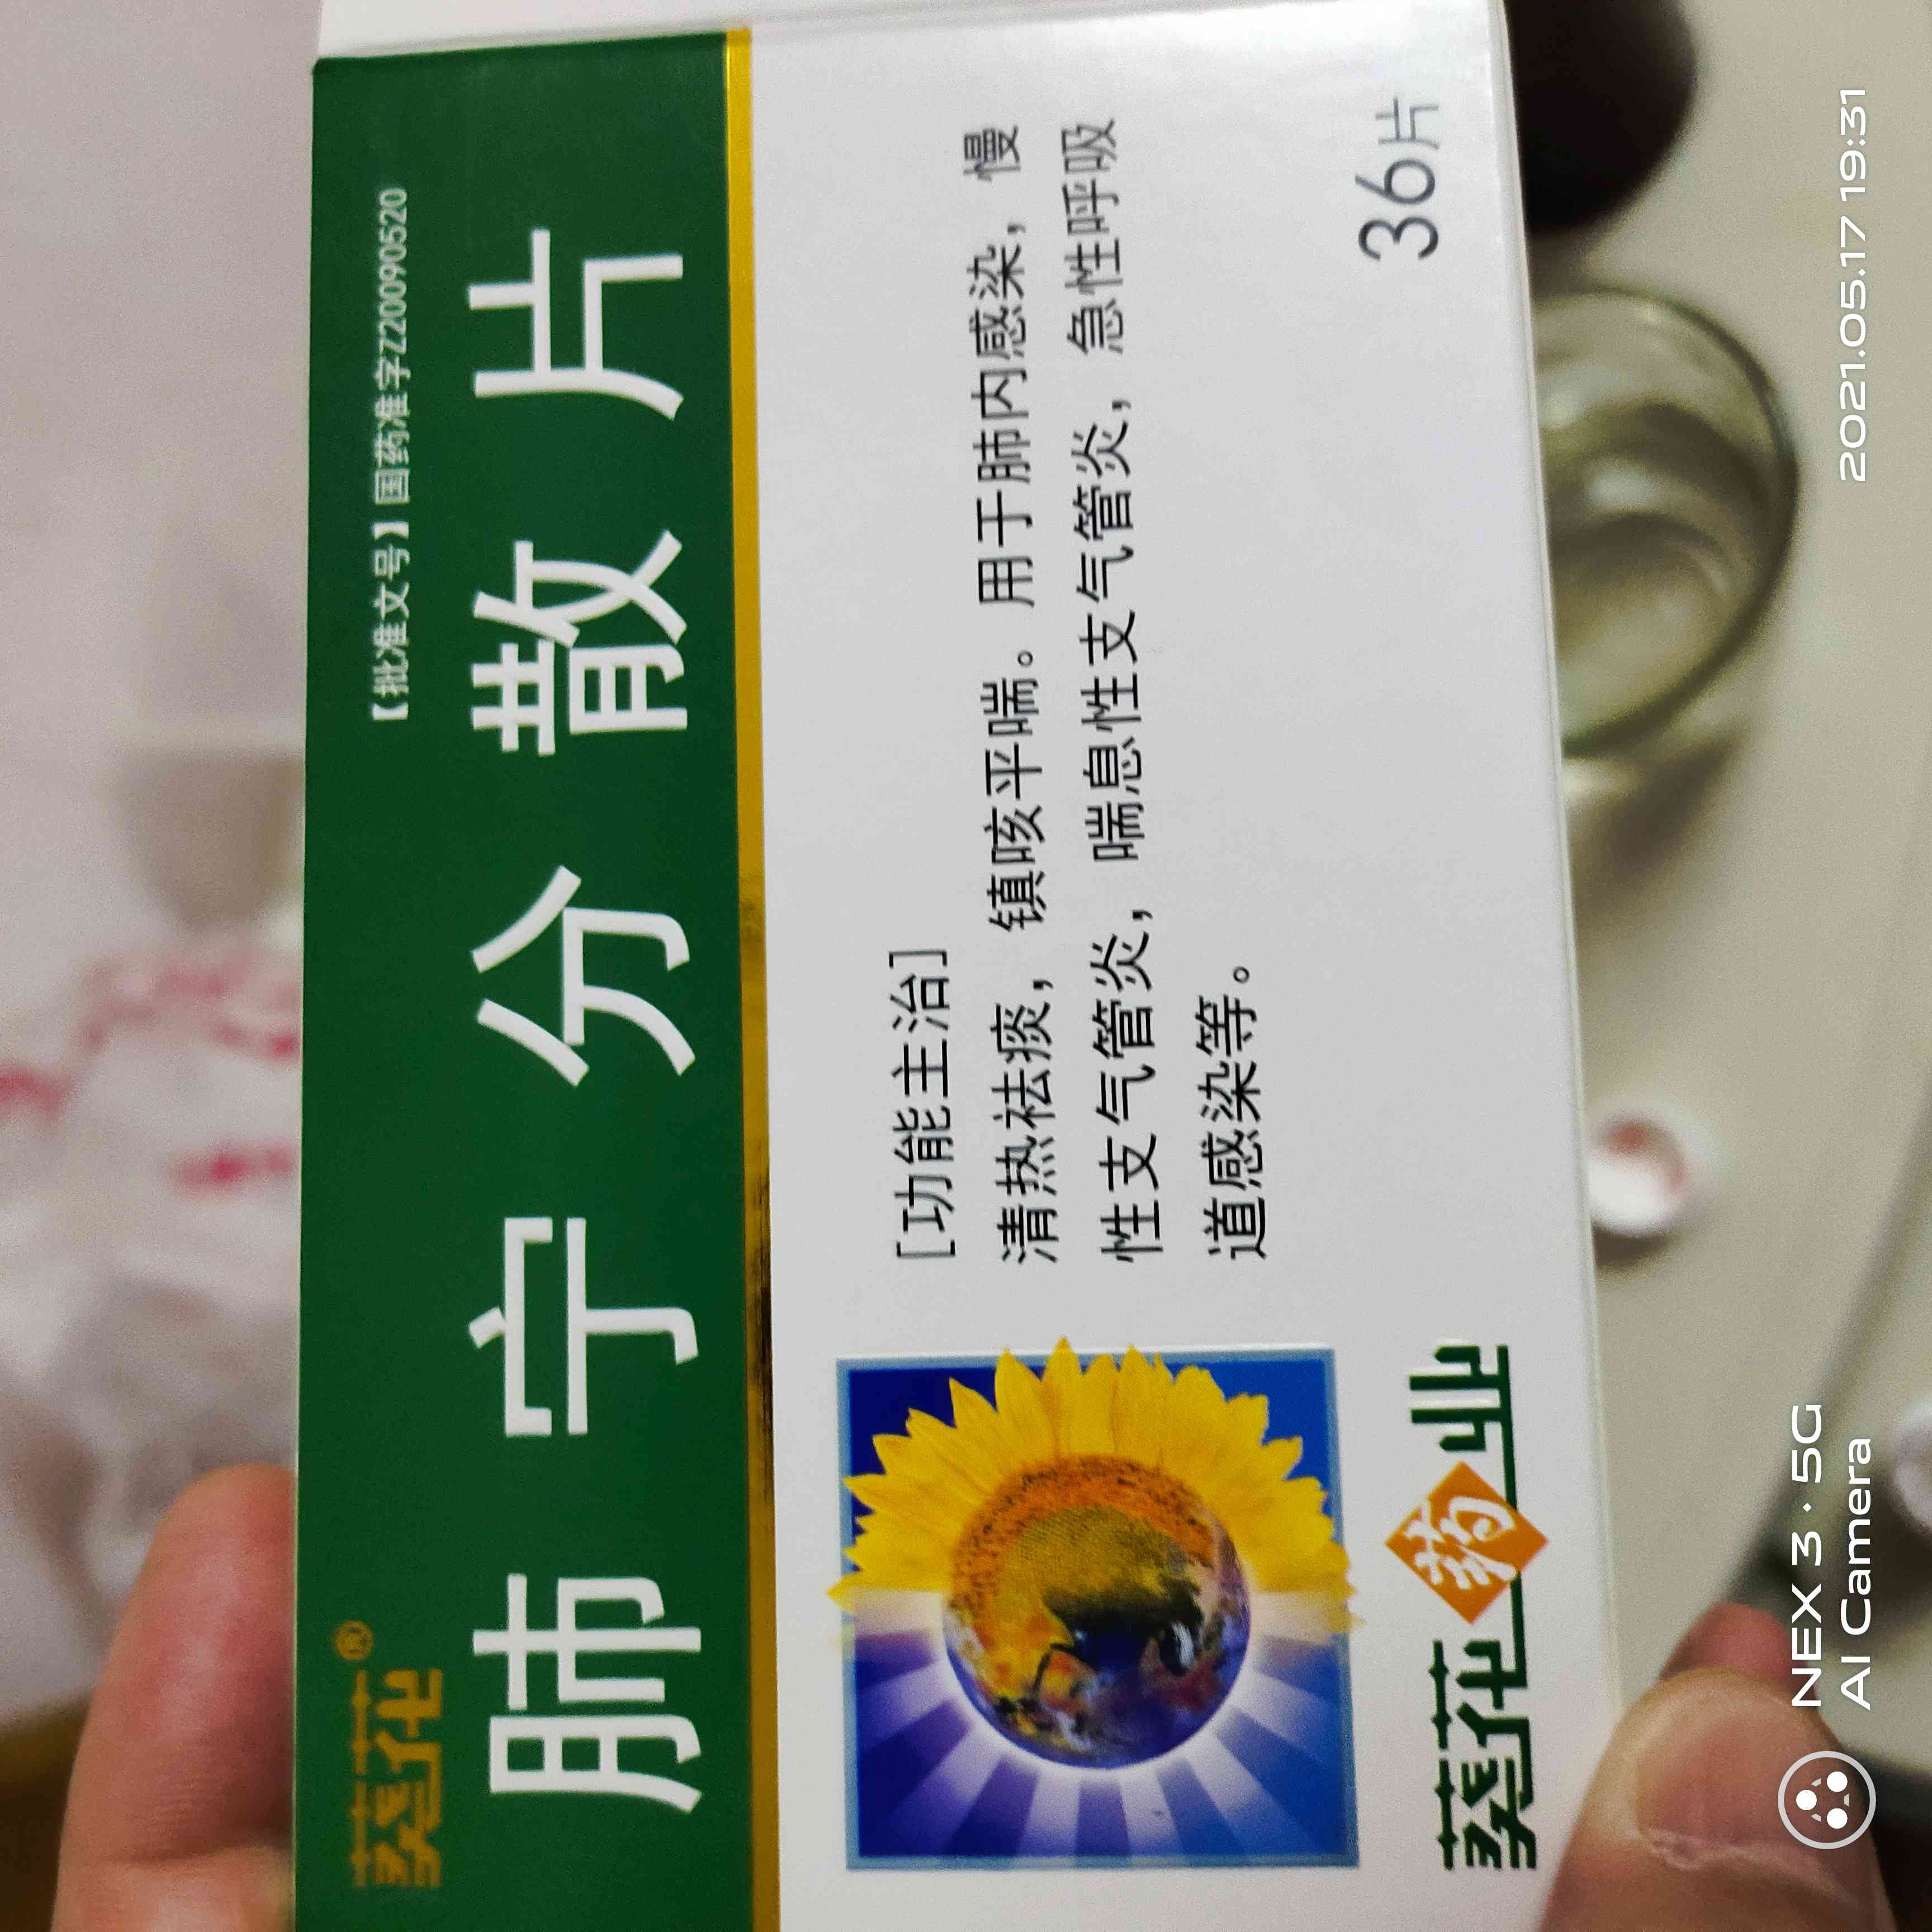 葵花®
【批准文号】国药准字Z20090520
肺宁分散片
[功能主治]
清热祛痰，镇咳平喘。用于肺内感染，慢
性支气管炎，喘息性支气管炎，急性呼吸
道感染等。
葵花药业
36片
NEX 3 · 5G
AI Camera
2021.05.17 19:31